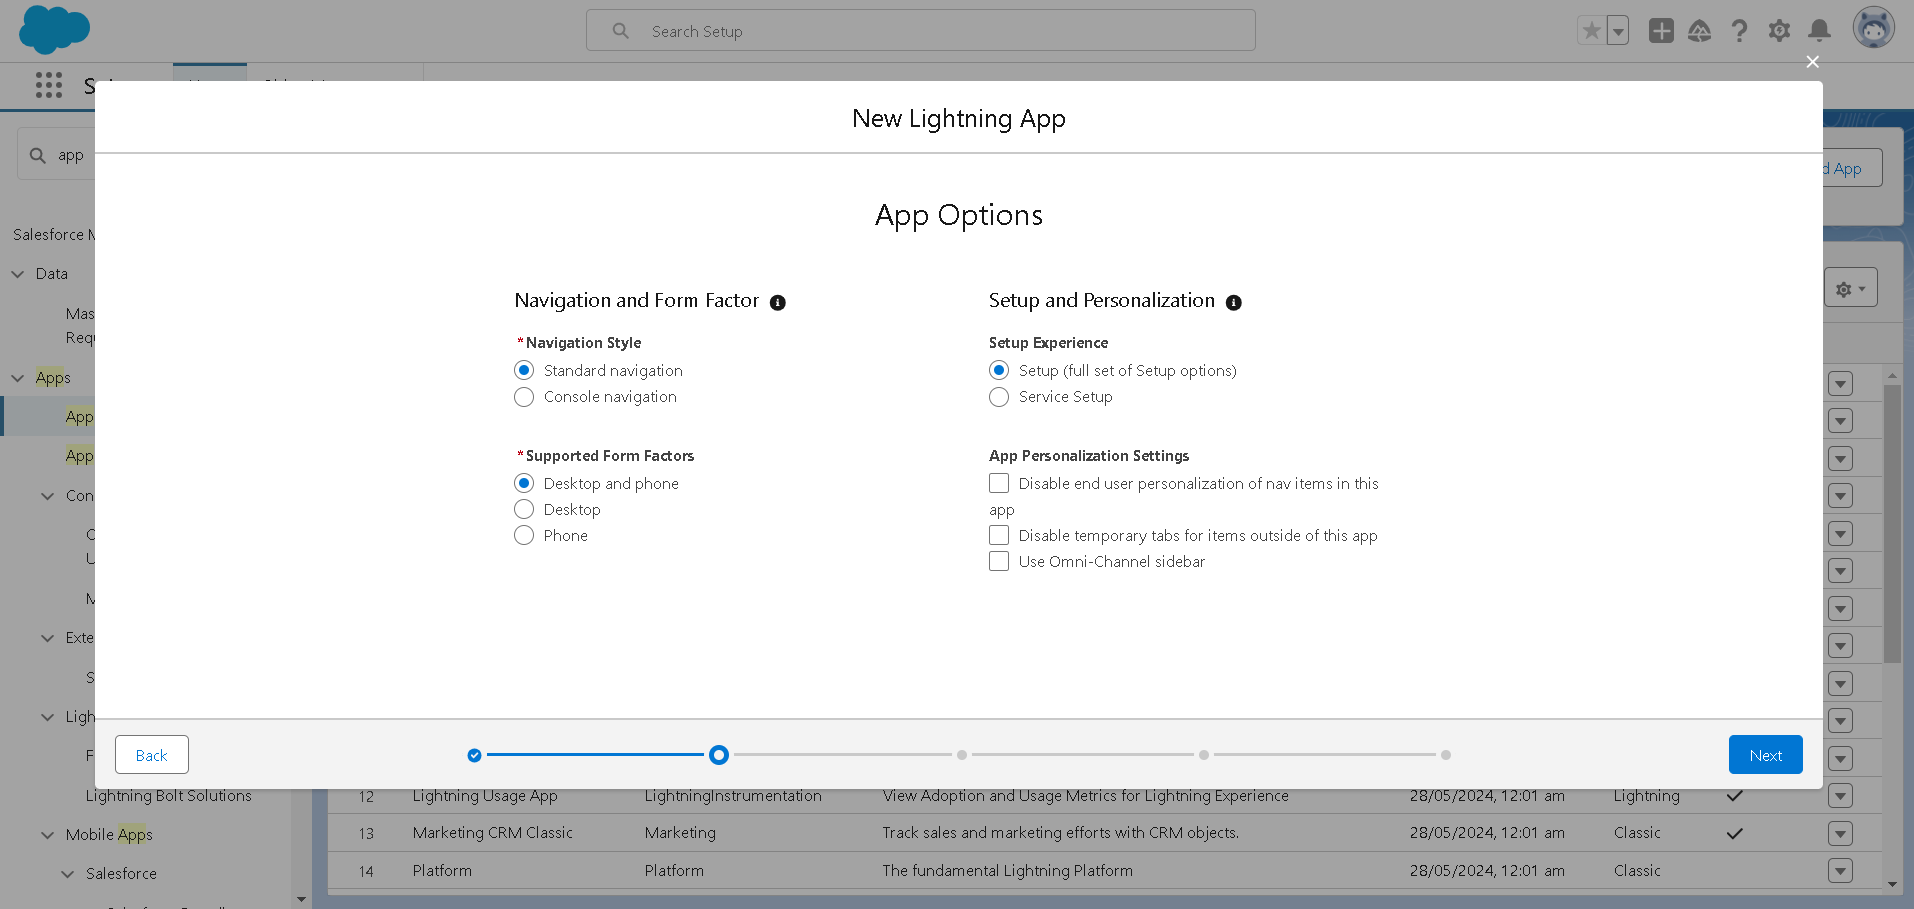 Search Setup
New Lightning App
app
d App
App Options
Salesforce
Data
Navigation and Form Factor
Setup and Personalization
Mas
Requ
*Navigation Style
Setup Experience
Standard navigation
Setup (full set of Setup options)
Console navigation
Service Setup
Apps
App
App
*Supported Form Factors
App Personalization Settings
Desktop and phone
Disable end user personalization of nav items in this
app
Desktop
Phone
Disable temporary tabs for items outside of this app
Use Omni-Channel sidebar
Con
Exte
Ligh
Back
Next
Lightning Bolt Solutions
12 Lightning Usage App LightningInstrumentation View Adoption and Usage Metrics for Lightning Experience 28/05/2024, 12:01 am Lightning
Mobile Apps
13 Marketing CRM Classic Marketing Track sales and marketing efforts with CRM objects. 28/05/2024, 12:01 am Classic
Salesforce
14 Platform Platform The fundamental Lightning Platform 28/05/2024, 12:01 am Classic